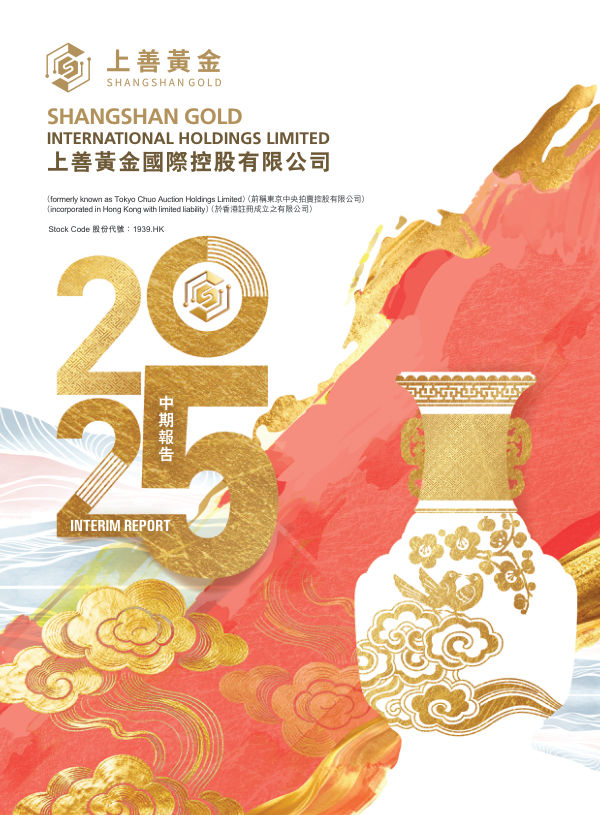 上善黃金
SHANGSHAN GOLD
SHANGSHAN GOLD
INTERNATIONAL HOLDINGS LIMITED
上善黃金國際控股有限公司
(formerly known as Tokyo Chuo Auction Holdings Limited) (前稱東京中央拍賣控股有限公司)
(incorporated in Hong Kong with limited liability) (於香港註冊成立之有限公司)
Stock Code 股份代號：1939.HK
20
25
中期報告
INTERIM REPORT